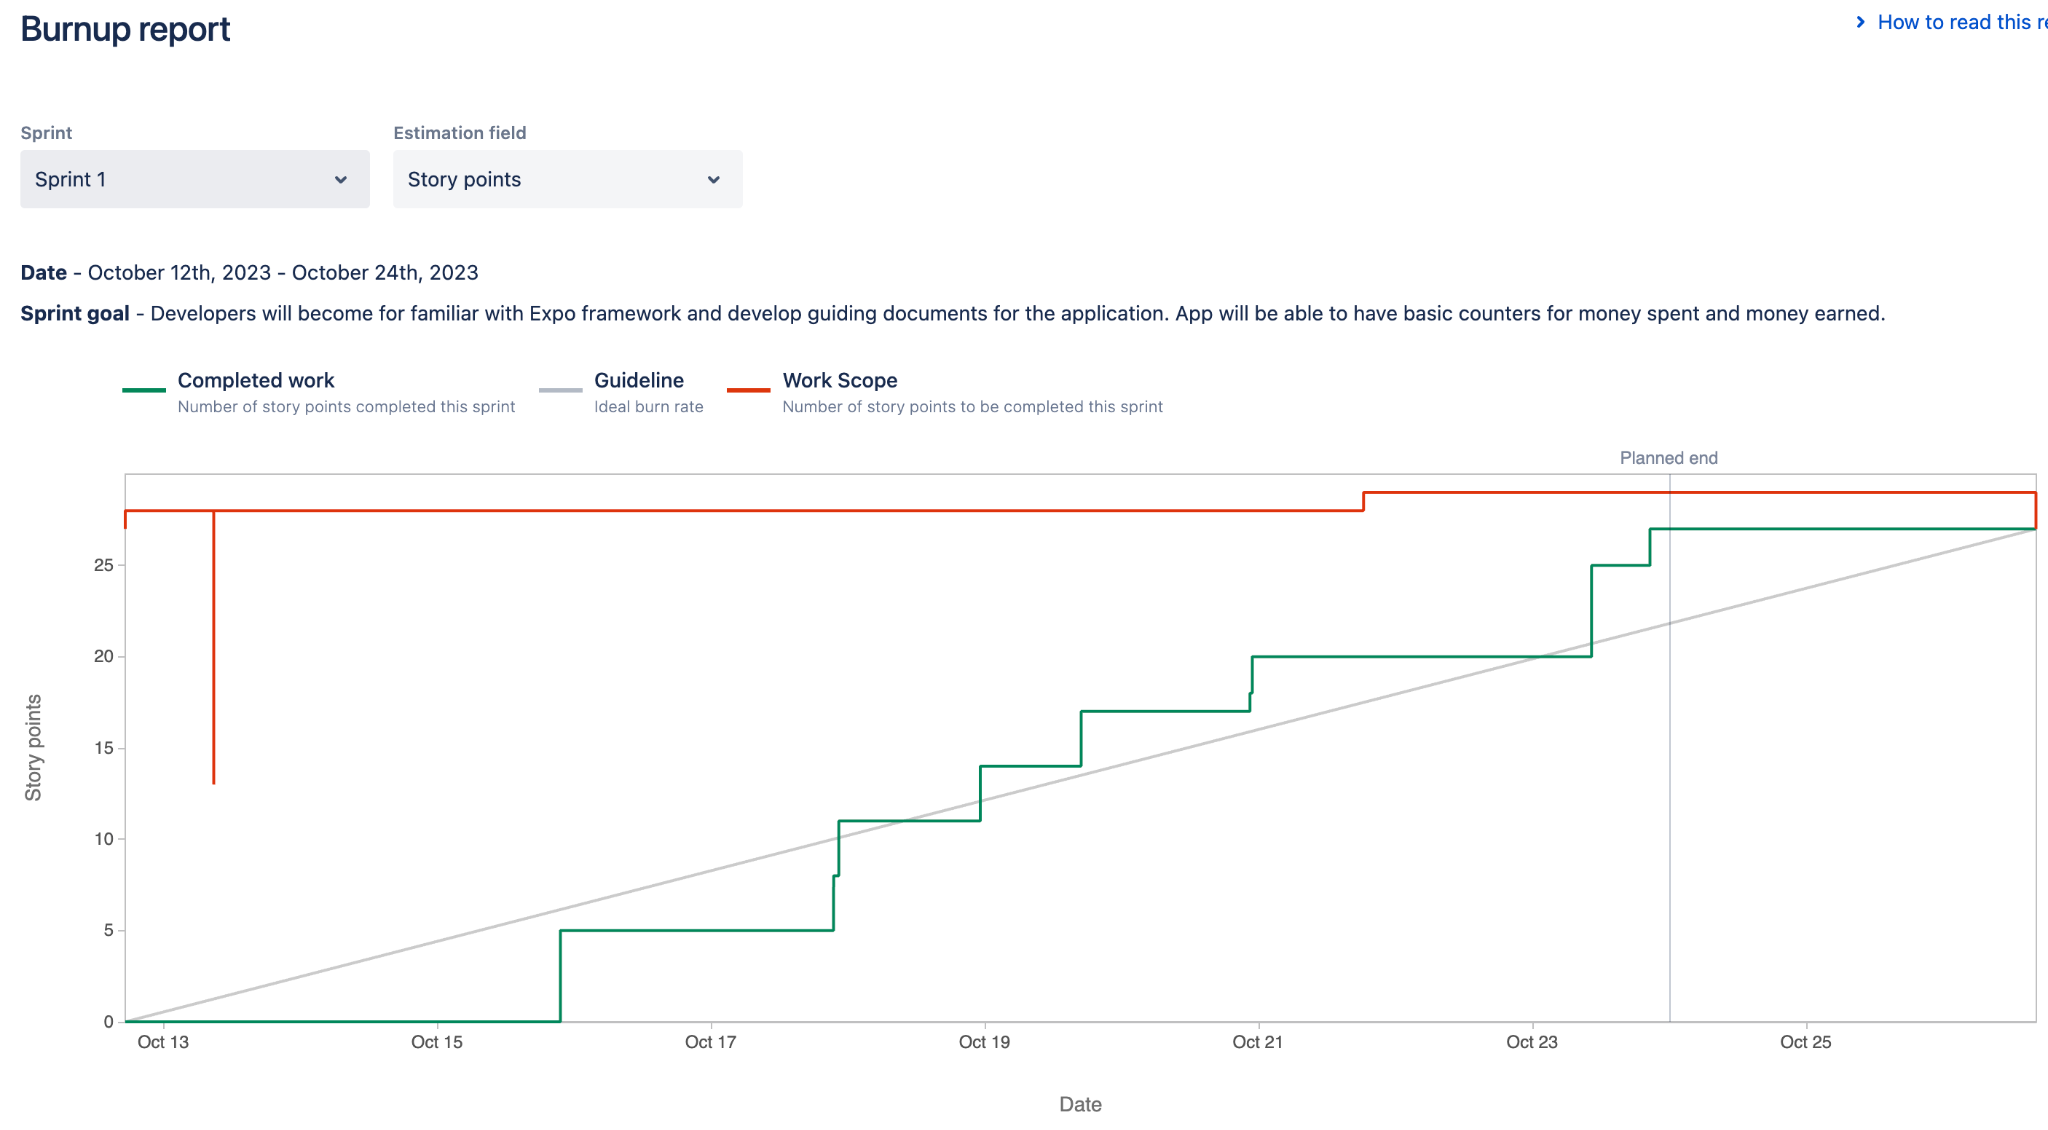 Burnup report
How to read this re
Sprint
Estimation field
Sprint 1
Story points
Date - October 12th, 2023 - October 24th, 2023
Sprint goal - Developers will become for familiar with Expo framework and develop guiding documents for the application. App will be able to have basic counters for money spent and money earned.
Completed work
Number of story points completed this sprint
Guideline
Ideal burn rate
Work Scope
Number of story points to be completed this sprint
Planned end
Story points
25
20
15
10
5
0
Oct 13
Oct 15
Oct 17
Oct 19
Oct 21
Oct 23
Oct 25
Date